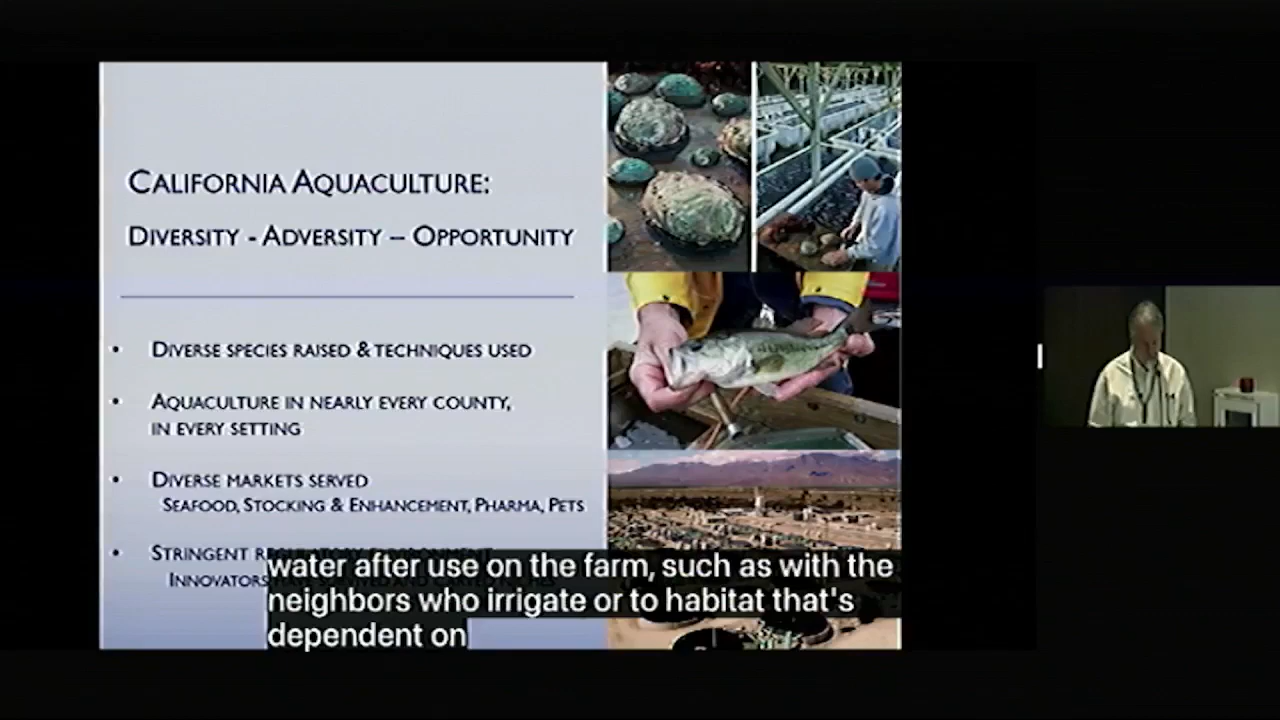 CALIFORNIA AQUACULTURE:
DIVERSITY - ADVERSITY – OPPORTUNITY
• DIVERSE SPECIES RAISED & TECHNIQUES USED
• AQUACULTURE IN NEARLY EVERY COUNTY,
IN EVERY SETTING
• DIVERSE MARKETS SERVED
SEAFOOD, STOCKING & ENHANCEMENT, PHARMA, PETS
• STRINGENT REGULATORY ENVIRONMENT
INNOVATORS
water after use on the farm, such as with the
neighbors who irrigate or to habitat that's
dependent on